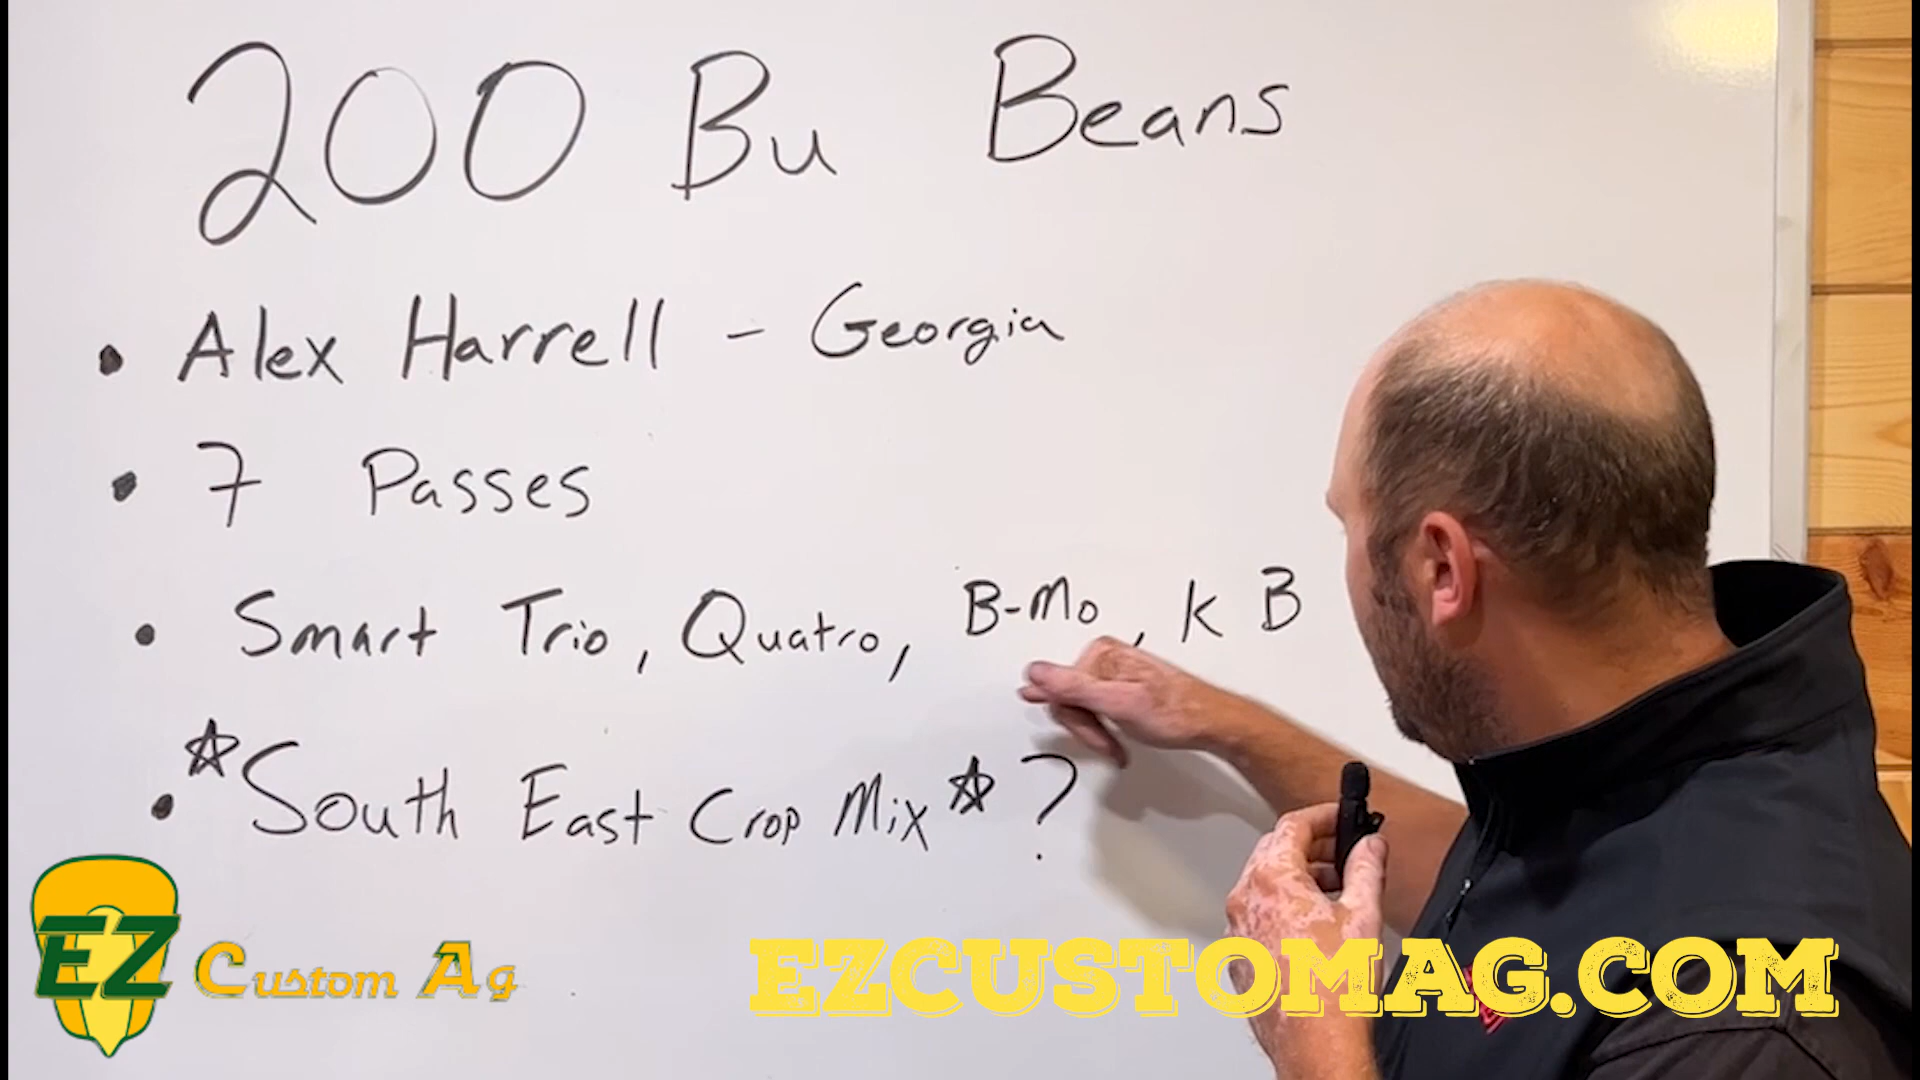 200 Bu Beans
• Alex Harrell - Georgia
• 7 Passes
• Smart Trio, Quatro, B-Mo, K B
• *South East Crop Mix* ?
EZ Custom Ag
EZCUSTOMAG.COM